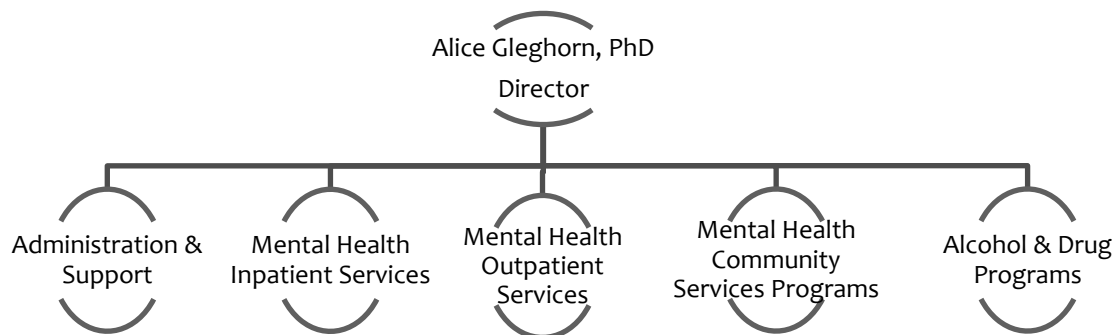 Alice Gleghorn, PhD
Director
Administration &
Support
Mental Health
Inpatient Services
Mental Health
Outpatient
Services
Mental Health
Community
Services Programs
Alcohol & Drug
Programs